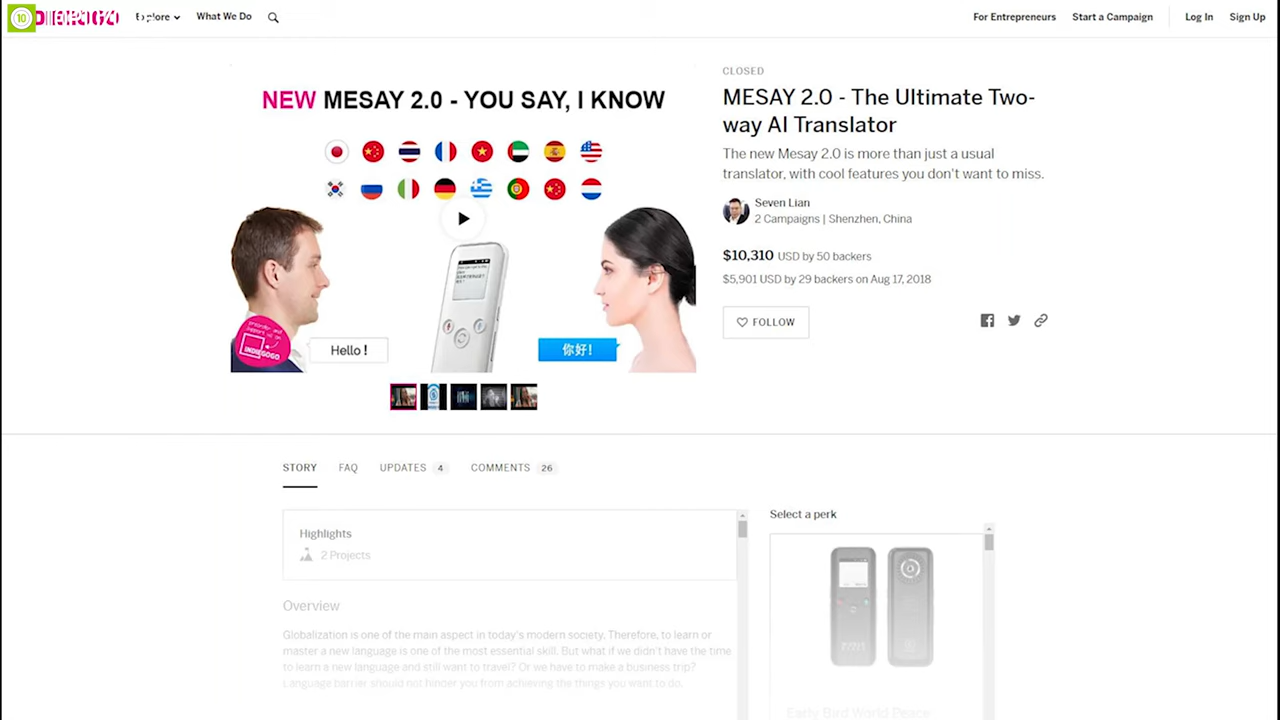 10
Explore
What We Do
For Entrepreneurs
Start a Campaign
Log In
Sign Up
NEW MESAY 2.0 - YOU SAY, I KNOW
Hello !
你好!
INDIEGOGO
CLOSED
MESAY 2.0 - The Ultimate Two-
way AI Translator
The new Mesay 2.0 is more than just a usual
translator, with cool features you don't want to miss.
Seven Lian
2 Campaigns | Shenzhen, China
$10,310 USD by 50 backers
$5,901 USD by 29 backers on Aug 17, 2018
FOLLOW
STORY
FAQ
UPDATES 4
COMMENTS 26
Highlights
2 Projects
Overview
Globalization is one of the main aspect in today's modern society. Therefore, to learn or
master a new language is one of the most essential skill. But what if we didn't have the time
to learn a new language and still want to travel? Or we have to make a business trip?
Language barrier should not hinder you from achieving the things you want to do.
Select a perk
Early Bird World Peace